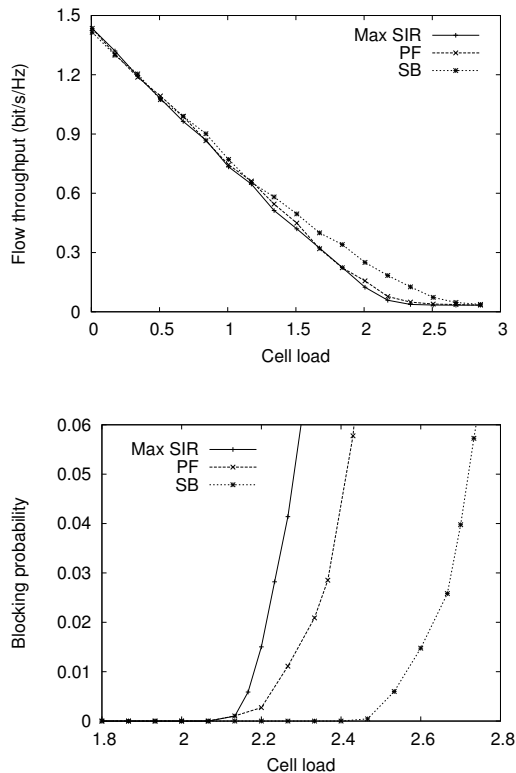 1.5
1.2
0.9
0.6
0.3
0
Flow throughput (bit/s/Hz)
Max SIR
PF
SB
0 0.5 1 1.5 2 2.5 3
Cell load
0.06
0.05
0.04
0.03
0.02
0.01
0
Blocking probability
Max SIR
PF
SB
1.8 2 2.2 2.4 2.6 2.8
Cell load